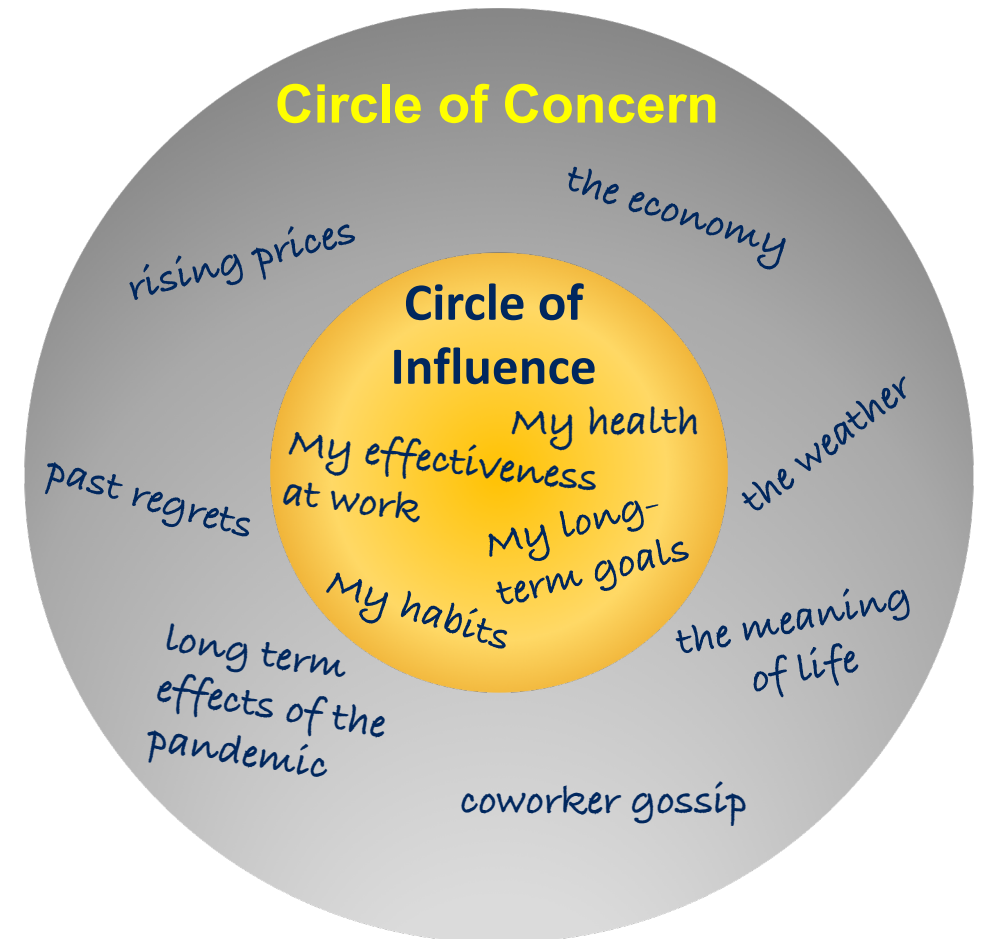 Circle of Concern
the economy
rising prices
Circle of
Influence
My health
My effectiveness
at work
My long-
term goals
My habits
the weather
past regrets
the meaning
of life
long term
effects of the
pandemic
coworker gossip